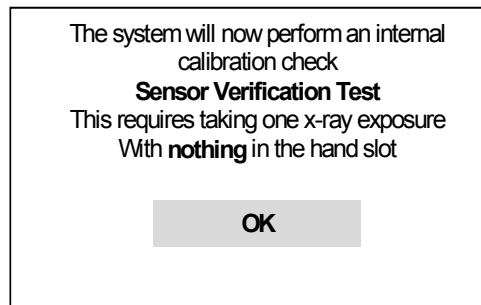 The system will now perform an internal
calibration check
Sensor Verification Test
This requires taking one x-ray exposure
With nothing in the hand slot
OK